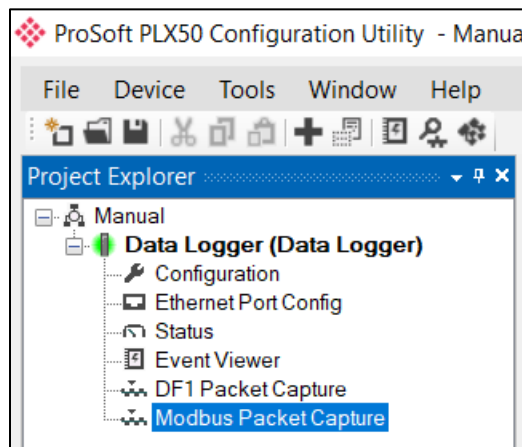 ProSoft PLX50 Configuration Utility - Manua
File Device Tools Window Help
Project Explorer
Manual
Data Logger (Data Logger)
Configuration
Ethernet Port Config
Status
Event Viewer
DF1 Packet Capture
Modbus Packet Capture